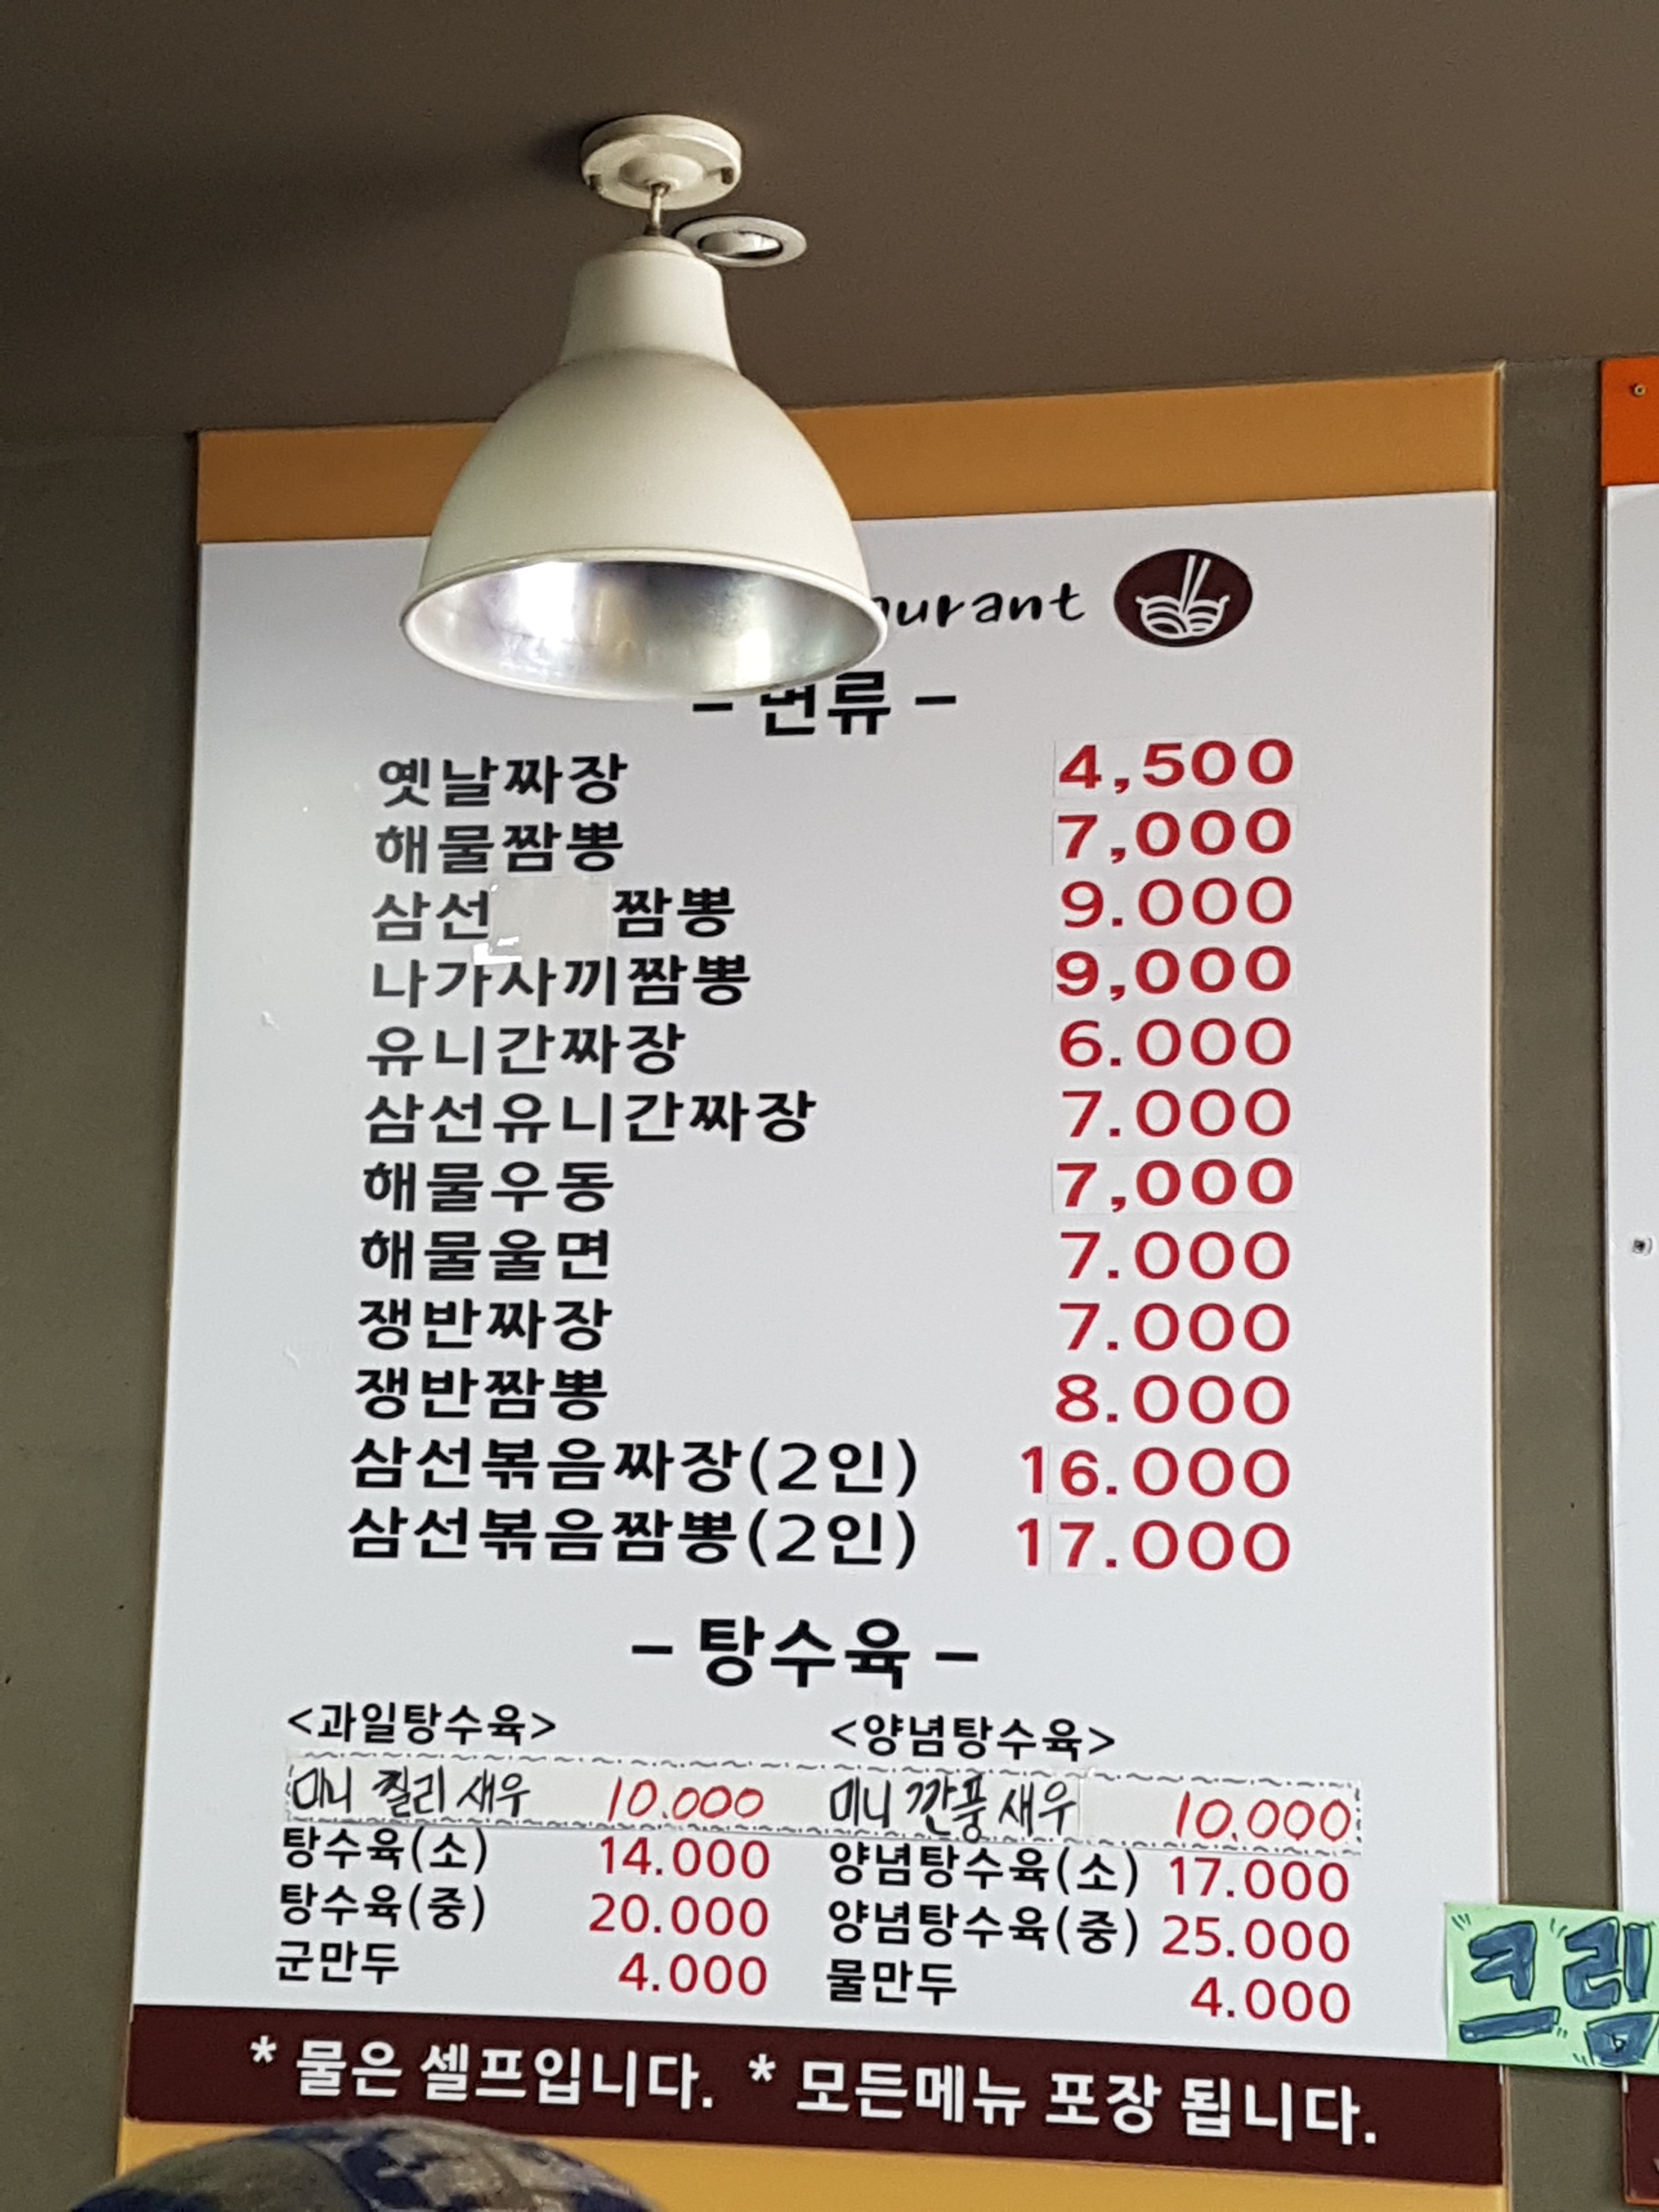 - 면류 -
옛날짜장 4,500
해물짬뽕 7,000
삼선 짬뽕 9.000
나가사끼짬뽕 9,000
유니간짜장 6.000
삼선유니간짜장 7.000
해물우동 7,000
해물울면 7.000
쟁반짜장 7.000
쟁반짬뽕 8.000
삼선볶음짜장(2인) 16.000
삼선볶음짬뽕(2인) 17.000
- 탕수육 -
<과일탕수육> <양념탕수육>
미니 찔리 새우 10.000 미니 깐풍 새우 10.000
탕수육(소) 14.000 양념탕수육(소) 17.000
탕수육(중) 20.000 양념탕수육(중) 25.000
군만두 4.000 물만두 4.000
크림
* 물은 셀프입니다. * 모든메뉴 포장 됩니다.